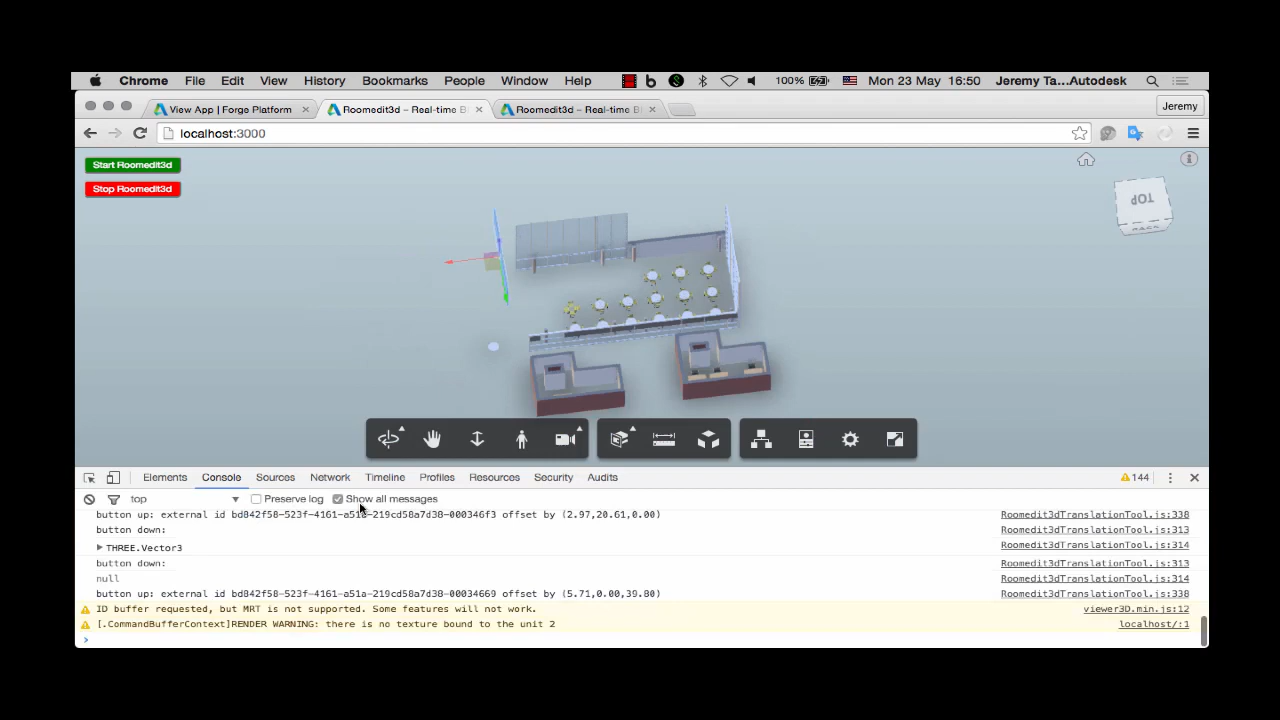 Chrome File Edit View History Bookmarks People Window Help 100% Mon 23 May 16:50 Jeremy Ta...Autodesk
View App | Forge Platform × Roomedit3d – Real-time B × Roomedit3d – Real-time B × Jeremy
localhost:3000
Start Roomedit3d
Stop Roomedit3d
TOP
BACK
Elements Console Sources Network Timeline Profiles Resources Security Audits 144
top Preserve log Show all messages
button up: external id bd842f58-523f-4161-a51a-219cd58a7d38-000346f3 offset by (2.97,20.61,0.00) Roomedit3dTranslationTool.js:338
button down: Roomedit3dTranslationTool.js:313
THREE.Vector3 Roomedit3dTranslationTool.js:314
button down: Roomedit3dTranslationTool.js:313
null Roomedit3dTranslationTool.js:314
button up: external id bd842f58-523f-4161-a51a-219cd58a7d38-00034669 offset by (5.71,0.00,39.80) Roomedit3dTranslationTool.js:338
ID buffer requested, but MRT is not supported. Some features will not work. viewer3D.min.js:12
[.CommandBufferContext]RENDER WARNING: there is no texture bound to the unit 2 localhost/:1